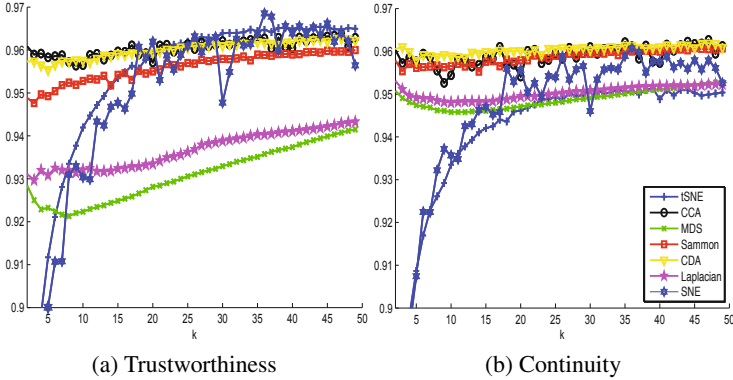 0.97
0.96
0.95
0.94
0.93
0.92
0.91
0.9
5 10 15 20 25 30 35 40 45 50
k
(a) Trustworthiness
0.97
0.96
0.95
0.94
0.93
0.92
0.91
0.9
5 10 15 20 25 30 35 40 45 50
k
tSNE
CCA
MDS
Sammon
CDA
Laplacian
SNE
(b) Continuity